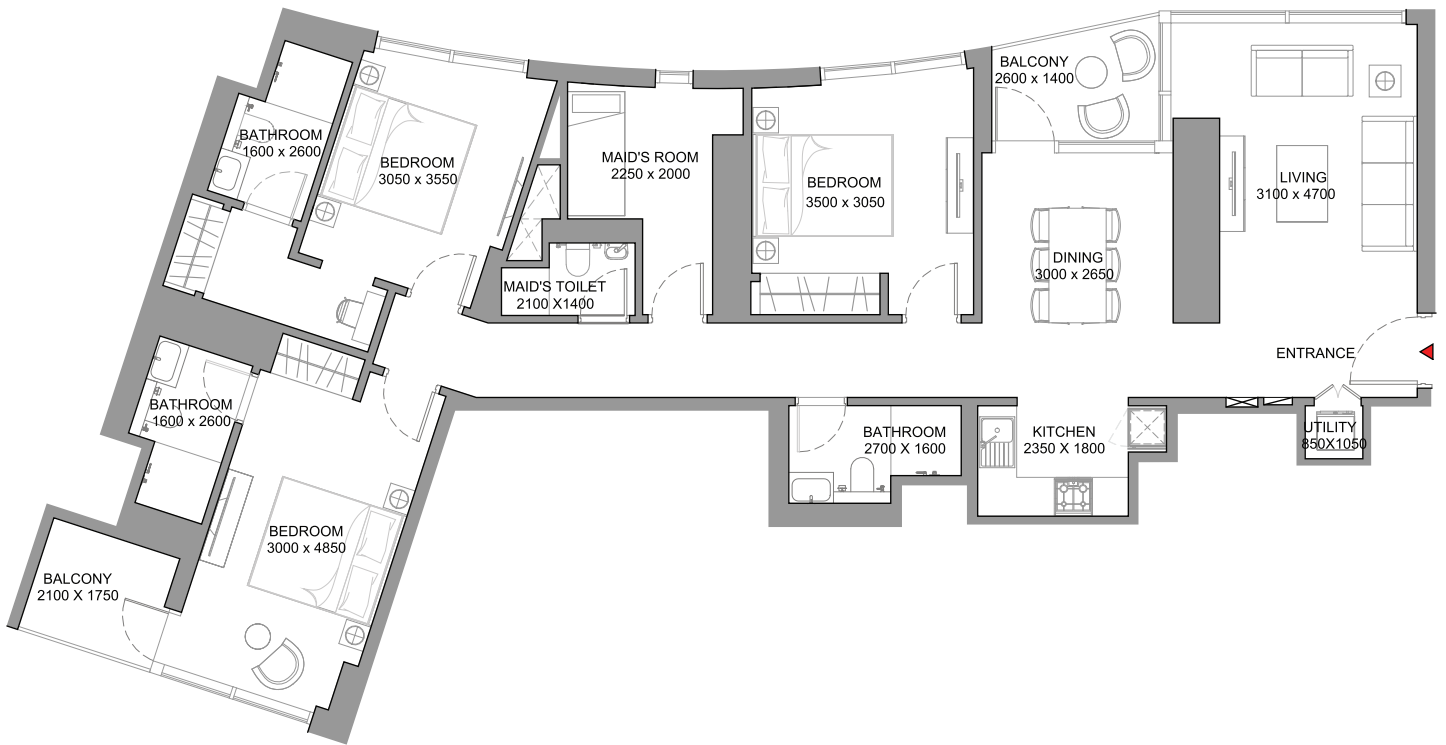 BALCONY
2600 x 1400
BATHROOM
1600 x 2600
BEDROOM
3050 x 3550
MAID'S ROOM
2250 x 2000
BEDROOM
3500 x 3050
LIVING
3100 x 4700
DINING
3000 x 2650
MAID'S TOILET
2100 X1400
ENTRANCE
BATHROOM
1600 x 2600
BATHROOM
2700 X 1600
KITCHEN
2350 X 1800
UTILITY
850X1050
BEDROOM
3000 x 4850
BALCONY
2100 X 1750